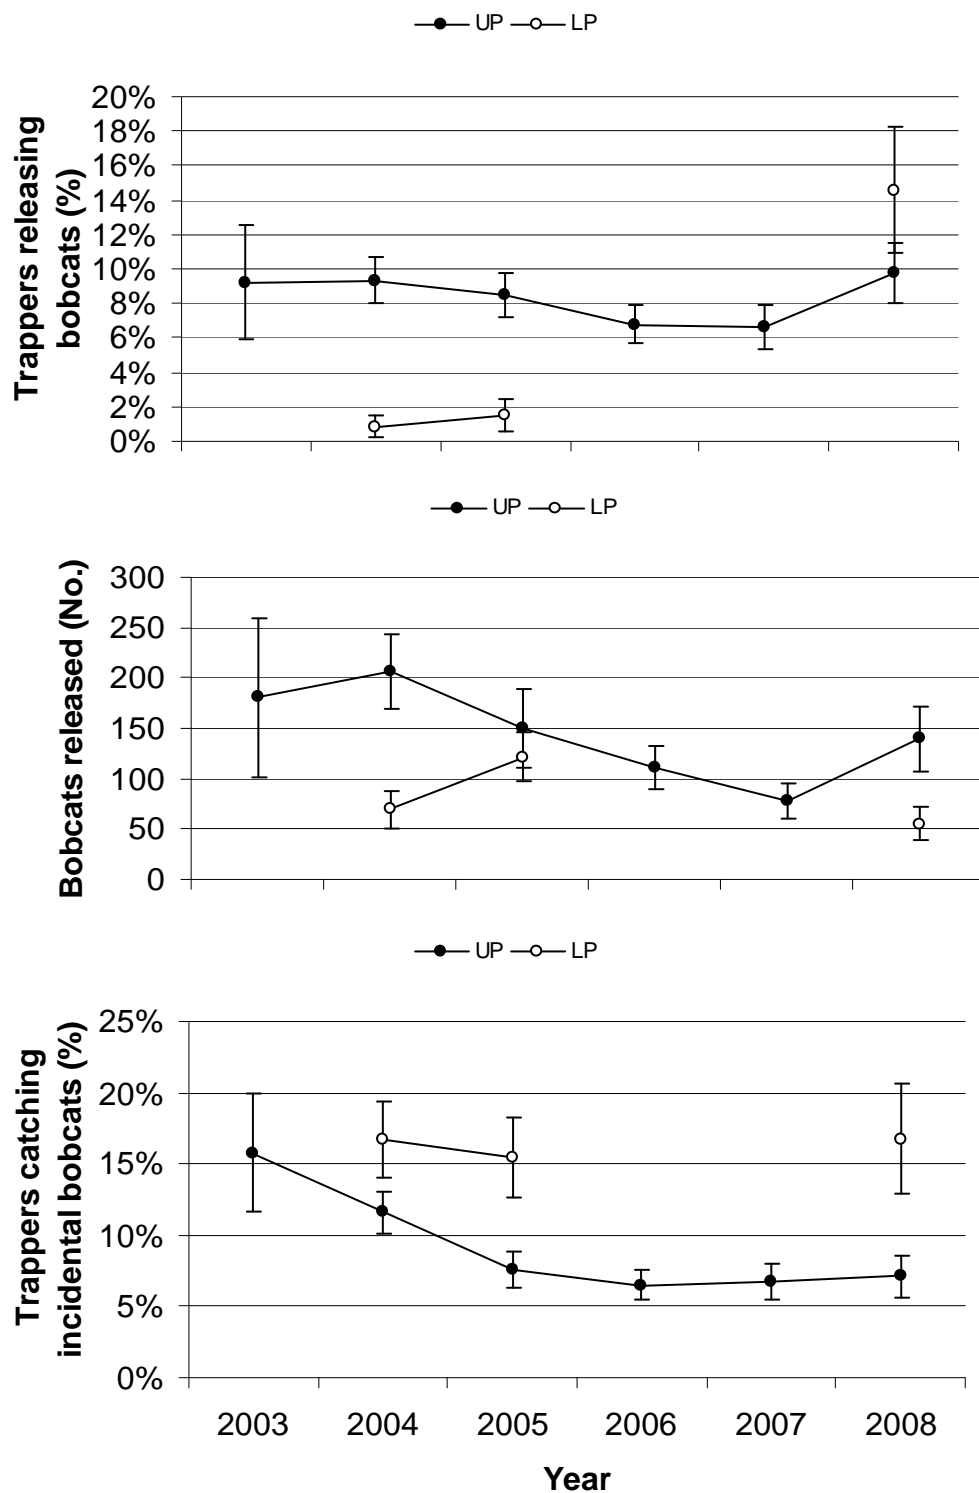 UP LP
Trappers releasing
bobcats (%)
20%
18%
16%
14%
12%
10%
8%
6%
4%
2%
0%
UP LP
Bobcats released (No.)
300
250
200
150
100
50
0
UP LP
Trappers catching
incidental bobcats (%)
25%
20%
15%
10%
5%
0%
2003 2004 2005 2006 2007 2008
Year